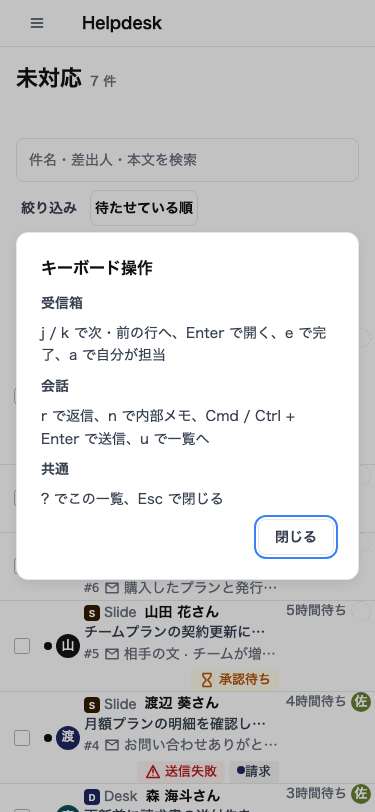 Helpdesk
未対応 7 件
件名・差出人・本文を検索
絞り込み 待たせている順
キーボード操作
受信箱
j / k で次・前の行へ、Enter で開く、e で完
了、a で自分が担当
会話
r で返信、n で内部メモ、Cmd / Ctrl +
Enter で送信、u で一覧へ
共通
? でこの一覧、Esc で閉じる
閉じる
#6 購入したプランと発行…
S Slide 山田 花さん 5時間待ち
山 チームプランの契約更新に…
#5 相手の文・チームが増…
承認待ち
S Slide 渡辺 葵さん 4時間待ち 佐
渡 月額プランの明細を確認し…
#4 お問い合わせありがと…
送信失敗 請求
D Desk 森 海斗さん 3時間待ち 佐